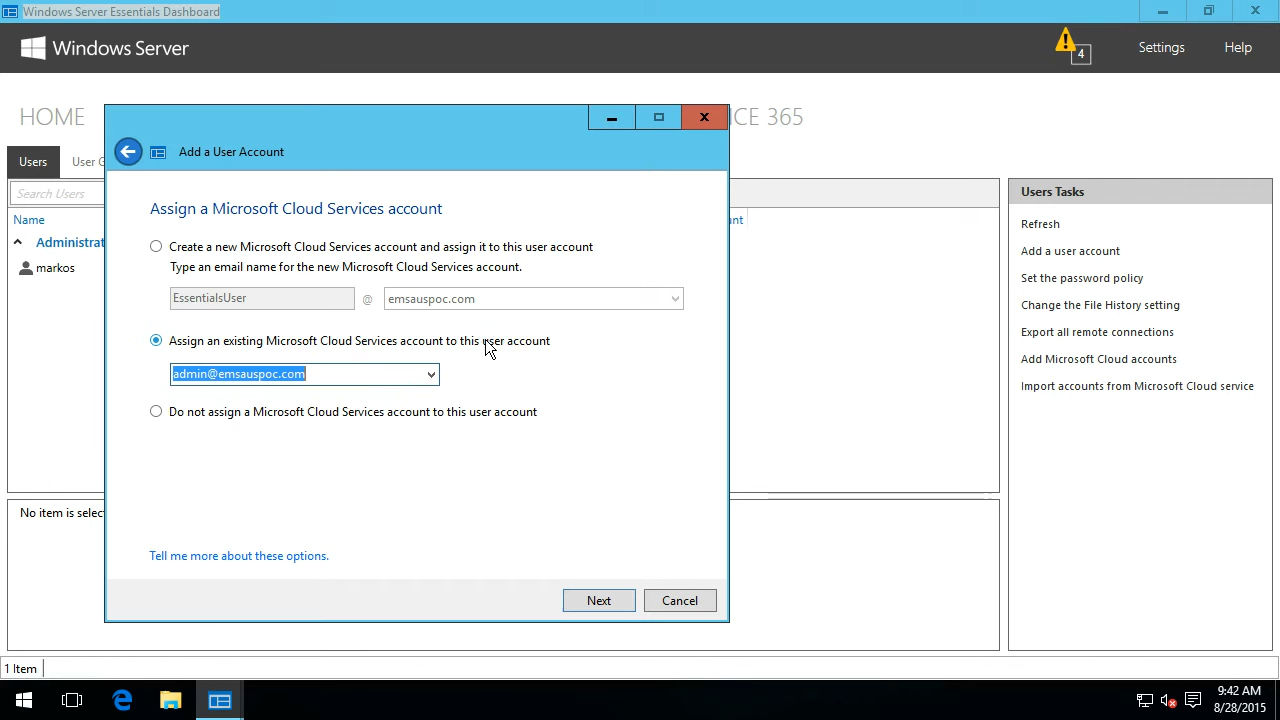 Windows Server Essentials Dashboard
Windows Server
4
Settings
Help
HOME
ICE 365
Users
User G
Search Users
Name
nt
Administrat
markos
Add a User Account
Assign a Microsoft Cloud Services account
Create a new Microsoft Cloud Services account and assign it to this user account
Type an email name for the new Microsoft Cloud Services account.
EssentialsUser
@
emsauspoc.com
Assign an existing Microsoft Cloud Services account to this user account
admin@emsauspoc.com
Do not assign a Microsoft Cloud Services account to this user account
Tell me more about these options.
Next
Cancel
Users Tasks
Refresh
Add a user account
Set the password policy
Change the File History setting
Export all remote connections
Add Microsoft Cloud accounts
Import accounts from Microsoft Cloud service
No item is select
1 Item
9:42 AM
8/28/2015